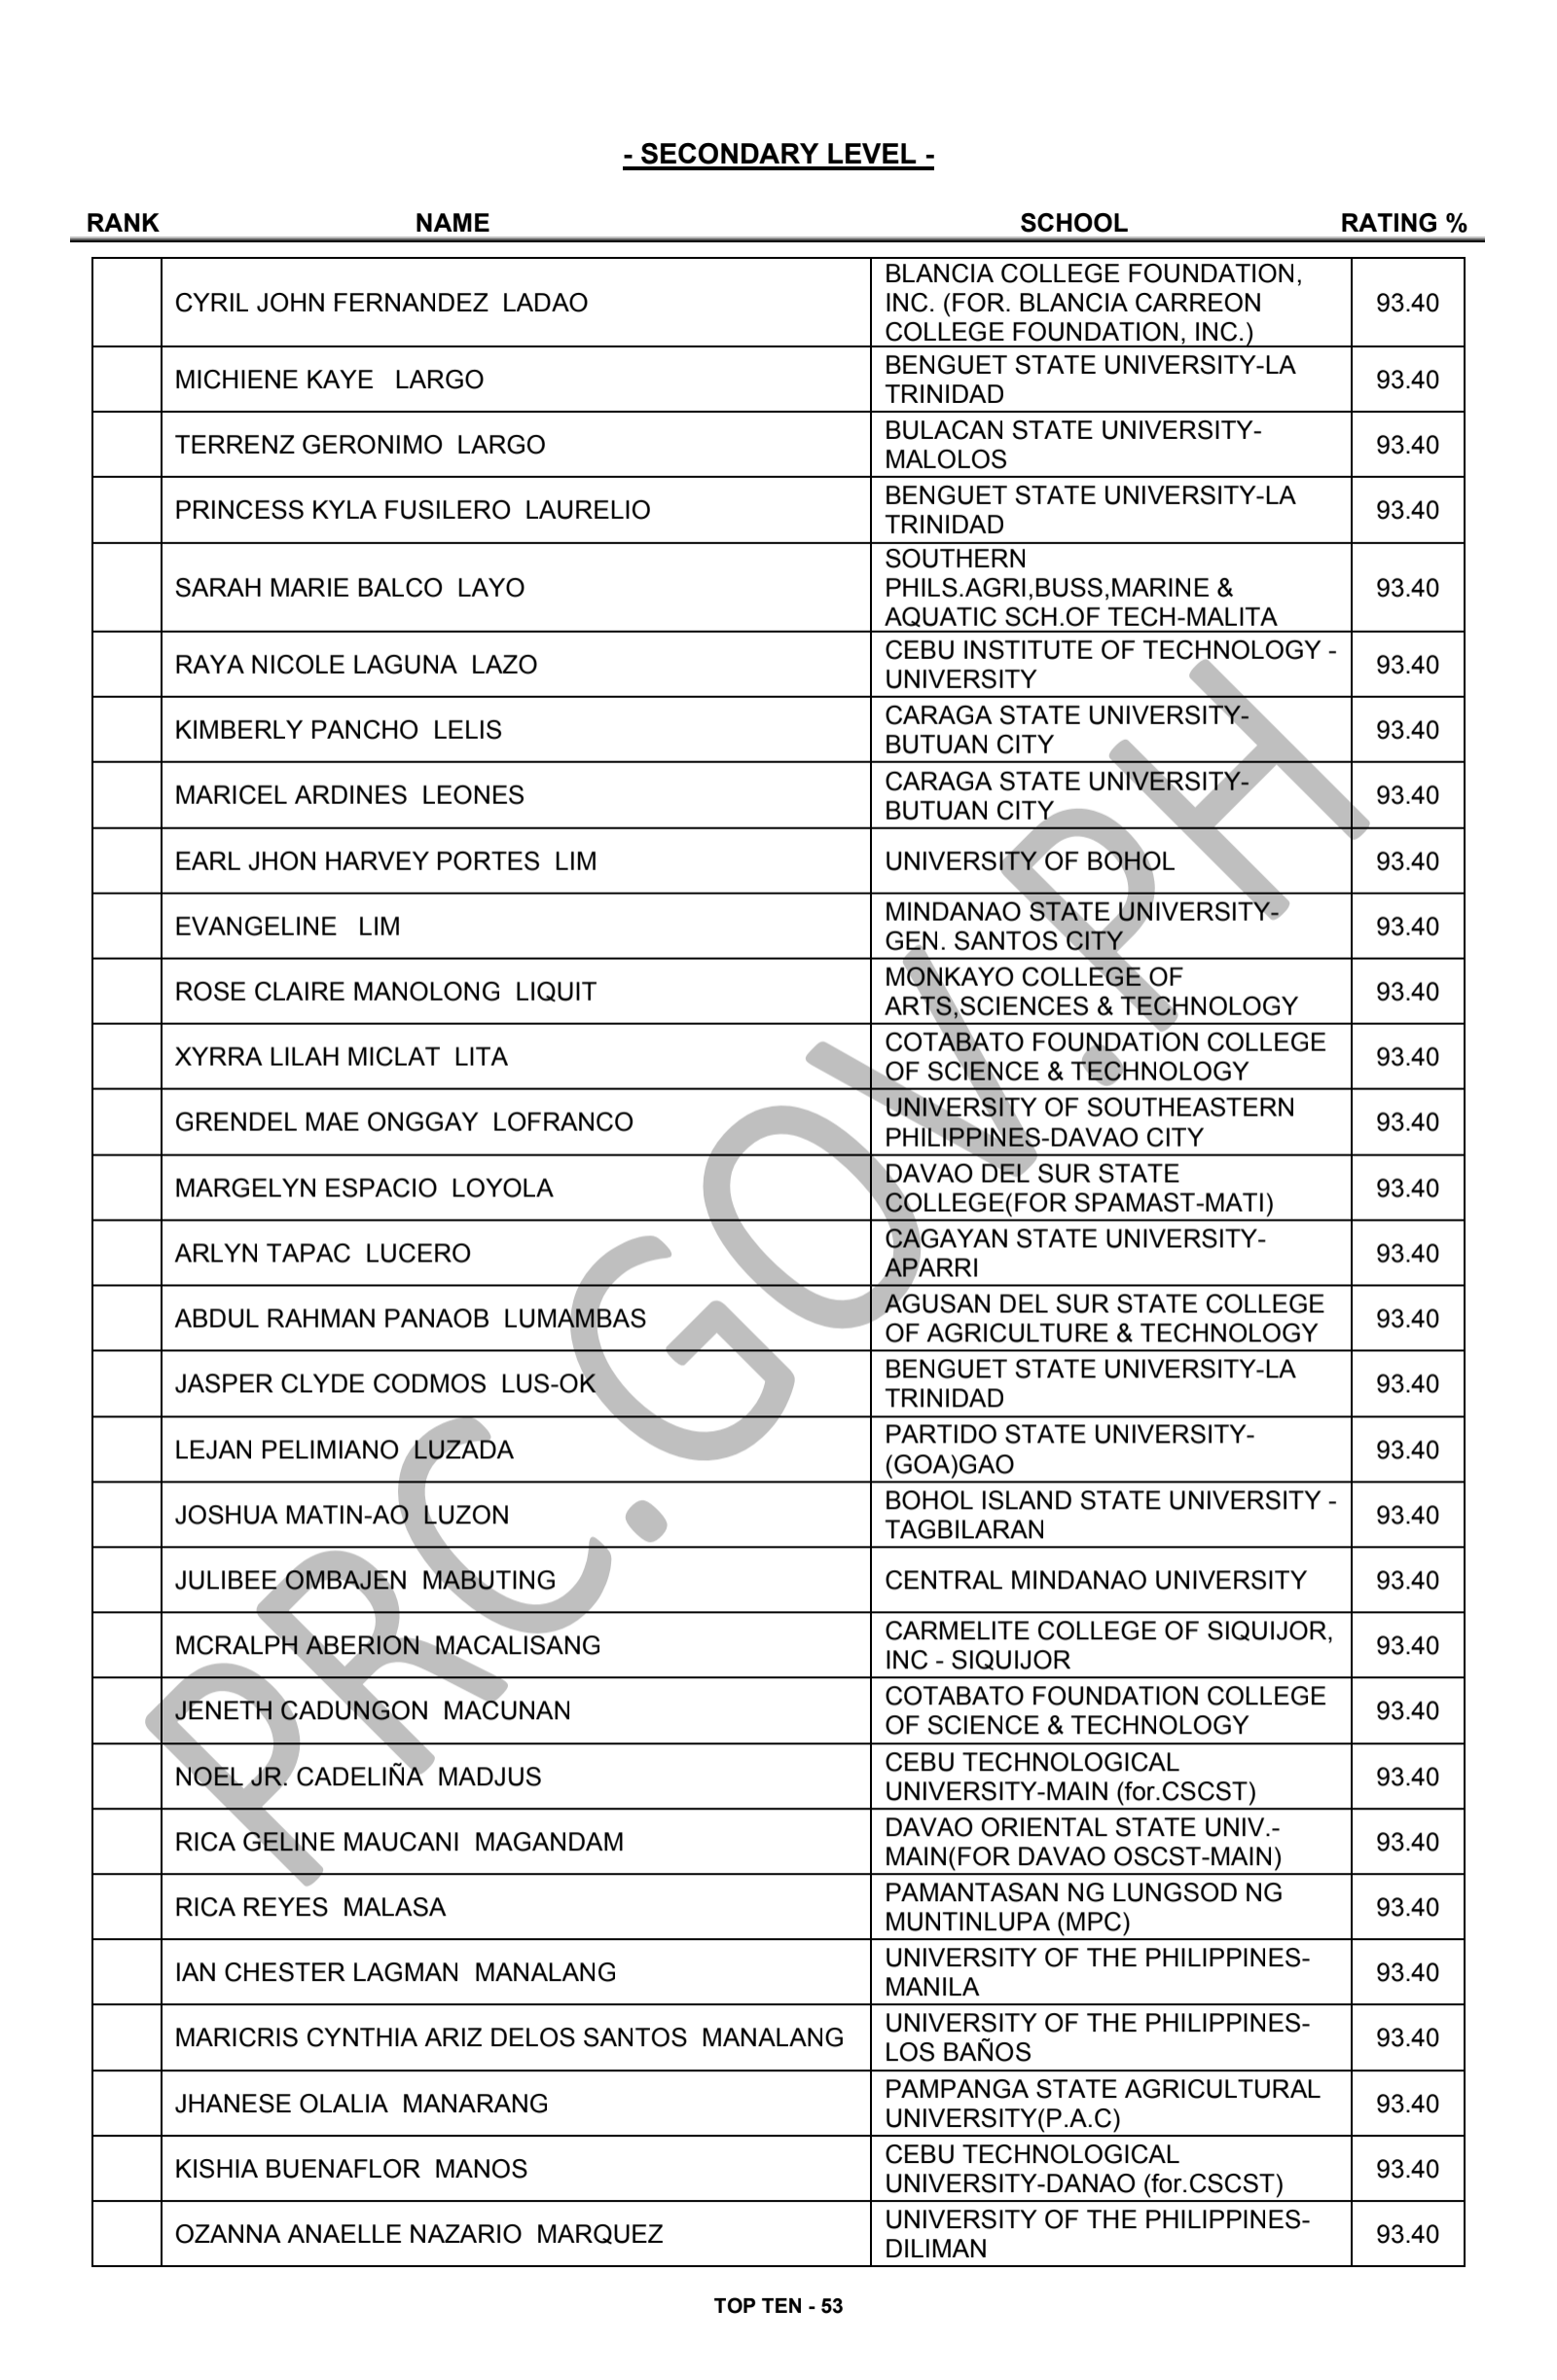 - SECONDARY LEVEL -
RANK NAME SCHOOL RATING %
CYRIL JOHN FERNANDEZ LADAO
BLANCIA COLLEGE FOUNDATION,
INC. (FOR. BLANCIA CARREON
COLLEGE FOUNDATION, INC.)
93.40
MICHIENE KAYE LARGO
BENGUET STATE UNIVERSITY-LA
TRINIDAD
93.40
TERRENZ GERONIMO LARGO
BULACAN STATE UNIVERSITY-
MALOLOS
93.40
PRINCESS KYLA FUSILERO LAURELIO
BENGUET STATE UNIVERSITY-LA
TRINIDAD
93.40
SARAH MARIE BALCO LAYO
SOUTHERN
PHILS.AGRI,BUSS,MARINE &
AQUATIC SCH.OF TECH-MALITA
93.40
RAYA NICOLE LAGUNA LAZO
CEBU INSTITUTE OF TECHNOLOGY -
UNIVERSITY
93.40
KIMBERLY PANCHO LELIS
CARAGA STATE UNIVERSITY-
BUTUAN CITY
93.40
MARICEL ARDINES LEONES
CARAGA STATE UNIVERSITY-
BUTUAN CITY
93.40
EARL JHON HARVEY PORTES LIM
UNIVERSITY OF BOHOL
93.40
EVANGELINE LIM
MINDANAO STATE UNIVERSITY-
GEN. SANTOS CITY
93.40
ROSE CLAIRE MANOLONG LIQUIT
MONKAYO COLLEGE OF
ARTS,SCIENCES & TECHNOLOGY
93.40
XYRRA LILAH MICLAT LITA
COTABATO FOUNDATION COLLEGE
OF SCIENCE & TECHNOLOGY
93.40
GRENDEL MAE ONGGAY LOFRANCO
UNIVERSITY OF SOUTHEASTERN
PHILIPPINES-DAVAO CITY
93.40
MARGELYN ESPACIO LOYOLA
DAVAO DEL SUR STATE
COLLEGE(FOR SPAMAST-MATI)
93.40
ARLYN TAPAC LUCERO
CAGAYAN STATE UNIVERSITY-
APARRI
93.40
ABDUL RAHMAN PANAOB LUMAMBAS
AGUSAN DEL SUR STATE COLLEGE
OF AGRICULTURE & TECHNOLOGY
93.40
JASPER CLYDE CODMOS LUS-OK
BENGUET STATE UNIVERSITY-LA
TRINIDAD
93.40
LEJAN PELIMIANO LUZADA
PARTIDO STATE UNIVERSITY-
(GOA)GAO
93.40
JOSHUA MATIN-AO LUZON
BOHOL ISLAND STATE UNIVERSITY -
TAGBILARAN
93.40
JULIBEE OMBAJEN MABUTING
CENTRAL MINDANAO UNIVERSITY
93.40
MCRALPH ABERION MACALISANG
CARMELITE COLLEGE OF SIQUIJOR,
INC - SIQUIJOR
93.40
JENETH CADUNGON MACUNAN
COTABATO FOUNDATION COLLEGE
OF SCIENCE & TECHNOLOGY
93.40
NOEL JR. CADELIÑA MADJUS
CEBU TECHNOLOGICAL
UNIVERSITY-MAIN (for.CSCST)
93.40
RICA GELINE MAUCANI MAGANDAM
DAVAO ORIENTAL STATE UNIV.-
MAIN(FOR DAVAO OSCST-MAIN)
93.40
RICA REYES MALASA
PAMANTASAN NG LUNGSOD NG
MUNTINLUPA (MPC)
93.40
IAN CHESTER LAGMAN MANALANG
UNIVERSITY OF THE PHILIPPINES-
MANILA
93.40
MARICRIS CYNTHIA ARIZ DELOS SANTOS MANALANG
UNIVERSITY OF THE PHILIPPINES-
LOS BAÑOS
93.40
JHANESE OLALIA MANARANG
PAMPANGA STATE AGRICULTURAL
UNIVERSITY(P.A.C)
93.40
KISHIA BUENAFLOR MANOS
CEBU TECHNOLOGICAL
UNIVERSITY-DANAO (for.CSCST)
93.40
OZANNA ANAELLE NAZARIO MARQUEZ
UNIVERSITY OF THE PHILIPPINES-
DILIMAN
93.40
PRC.GOV.PH
TOP TEN - 53